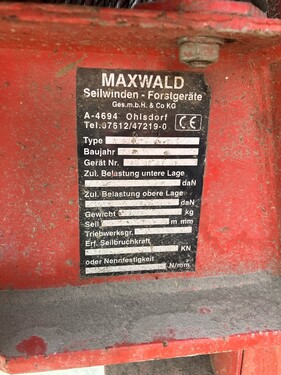 MAXWALD
Seilwinden - Forstgeräte
Ges.m.b.H. & Co KG
A-4694 Ohlsdorf
Tel.07612/47219-0
CE
Type
Baujahr
Gerät Nr.
Zul. Belastung untere Lage
daN
Zul. Belastung obere Lage
daN
Gewicht kg
Seil m mm
Triebwerksgr.
Erf. Seilbruchkraft
KN
oder Nennfestigkeit
N/mm